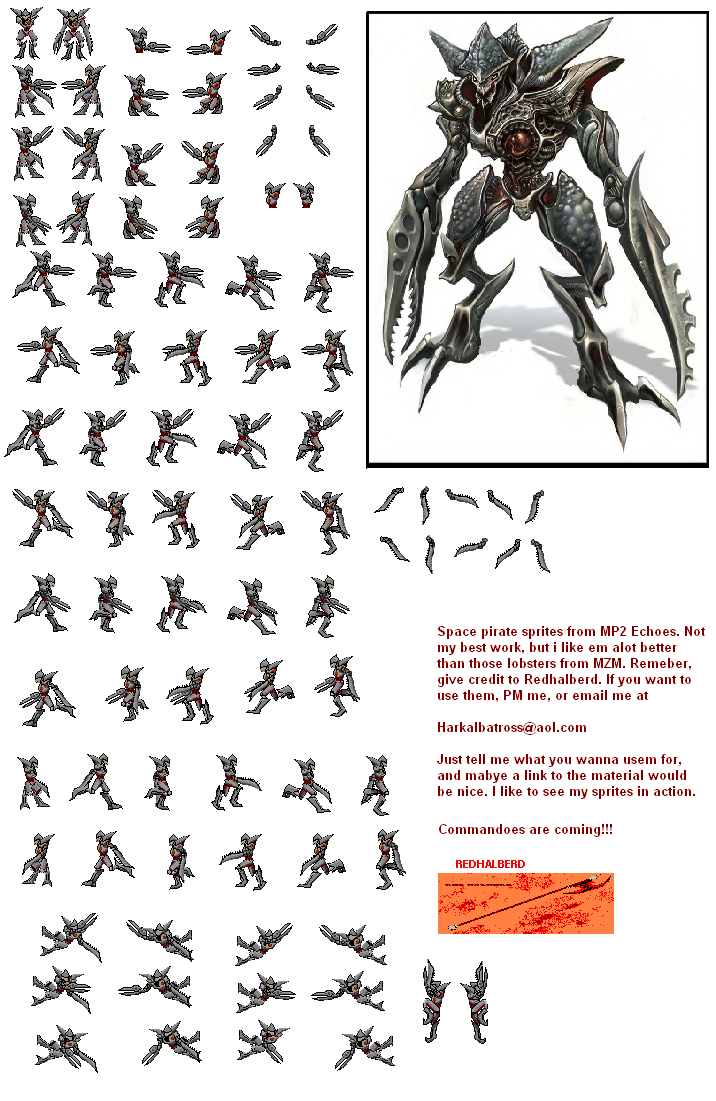 Space pirate sprites from MP2 Echoes. Not
my best work, but i like em alot better
than those lobsters from MZM. Remeber,
give credit to Redhalberd. If you want to
use them, PM me, or email me at
Harkalbatross@aol.com
Just tell me what you wanna usem for,
and mabye a link to the material would
be nice. I like to see my sprites in action.
Commandoes are coming!!!
REDHALBERD